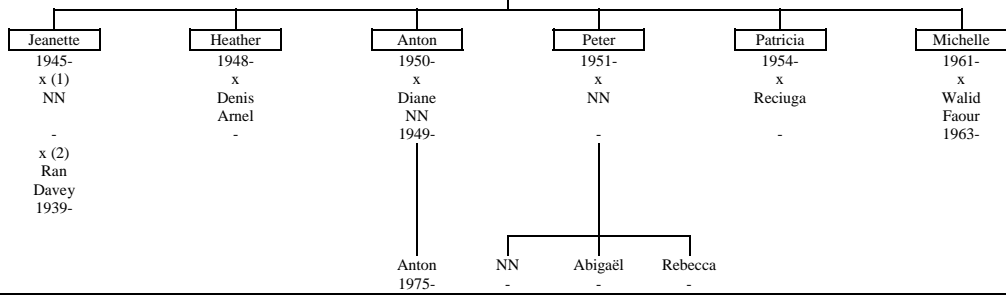 Jeanette Heather Anton Peter Patricia Michelle
1945- 1948- 1950- 1951- 1954- 1961-
x (1) x x x x x
NN Denis Diane NN Reciuga Walid
Arnel NN Faour
- - 1949- - - 1963-
x (2)
Ran
Davey
1939-
Anton NN Abigaël Rebecca
1975- - - -